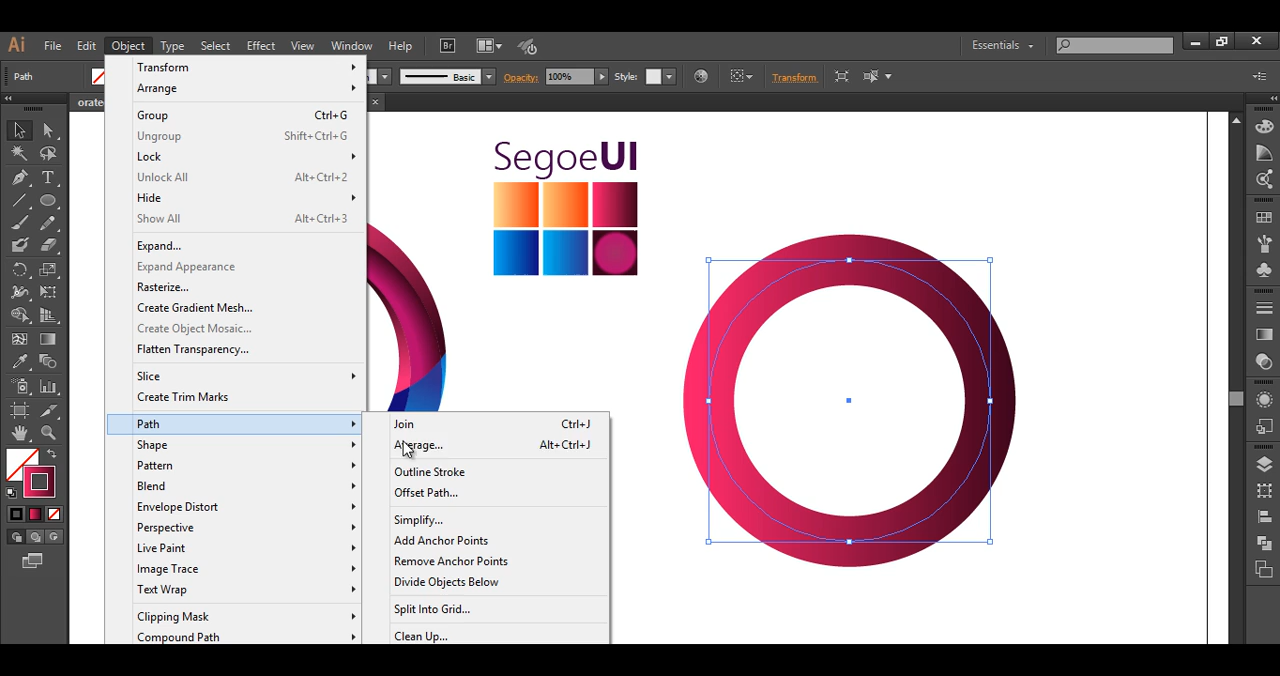 Ai File Edit Object Type Select Effect View Window Help Br Essentials
Path Basic Opacity: 100% Style: Transform
Transform
Arrange
Group Ctrl+G
Ungroup Shift+Ctrl+G
Lock
Unlock All Alt+Ctrl+2
Hide
Show All Alt+Ctrl+3
Expand...
Expand Appearance
Rasterize...
Create Gradient Mesh...
Create Object Mosaic...
Flatten Transparency...
Slice
Create Trim Marks
Path
Shape
Pattern
Blend
Envelope Distort
Perspective
Live Paint
Image Trace
Text Wrap
Clipping Mask
Compound Path
Join Ctrl+J
Average... Alt+Ctrl+J
Outline Stroke
Offset Path...
Simplify...
Add Anchor Points
Remove Anchor Points
Divide Objects Below
Split Into Grid...
Clean Up...
SegoeUI